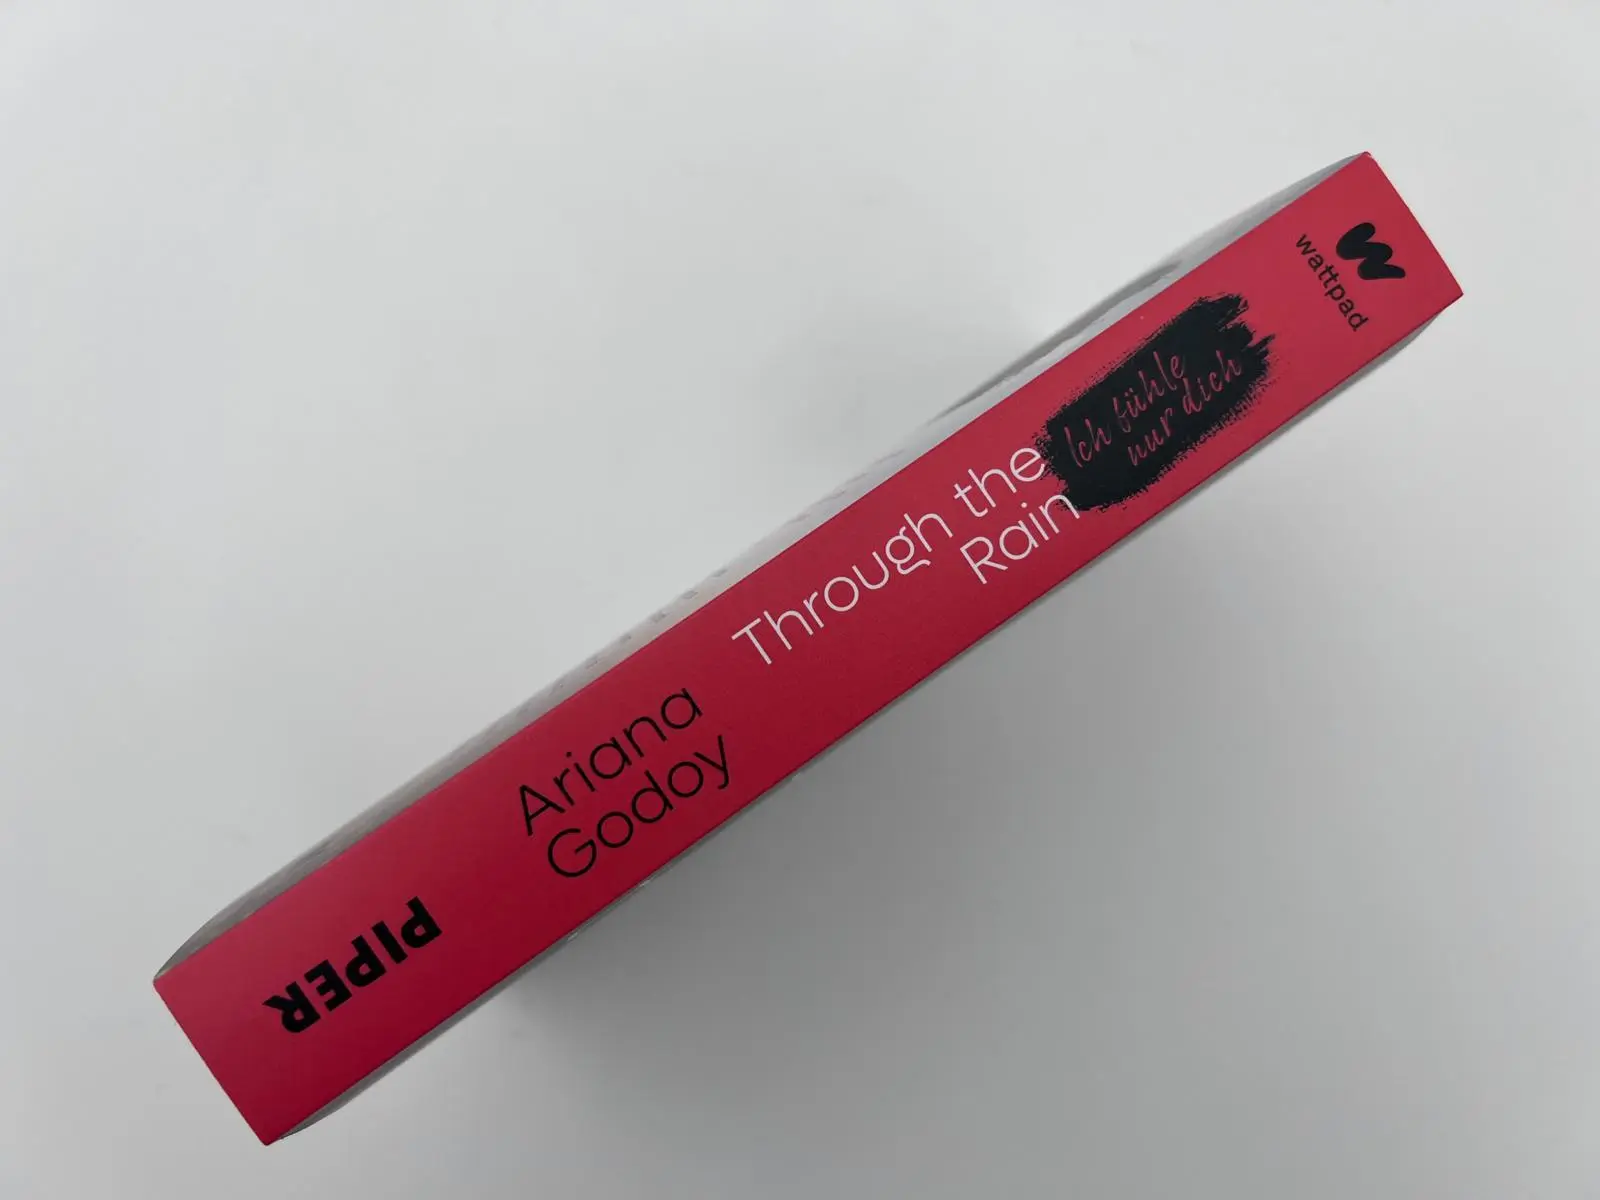 PIPER
Ariana
Godoy
Through the
Rain
Ich fühle
nur dich
wattpad